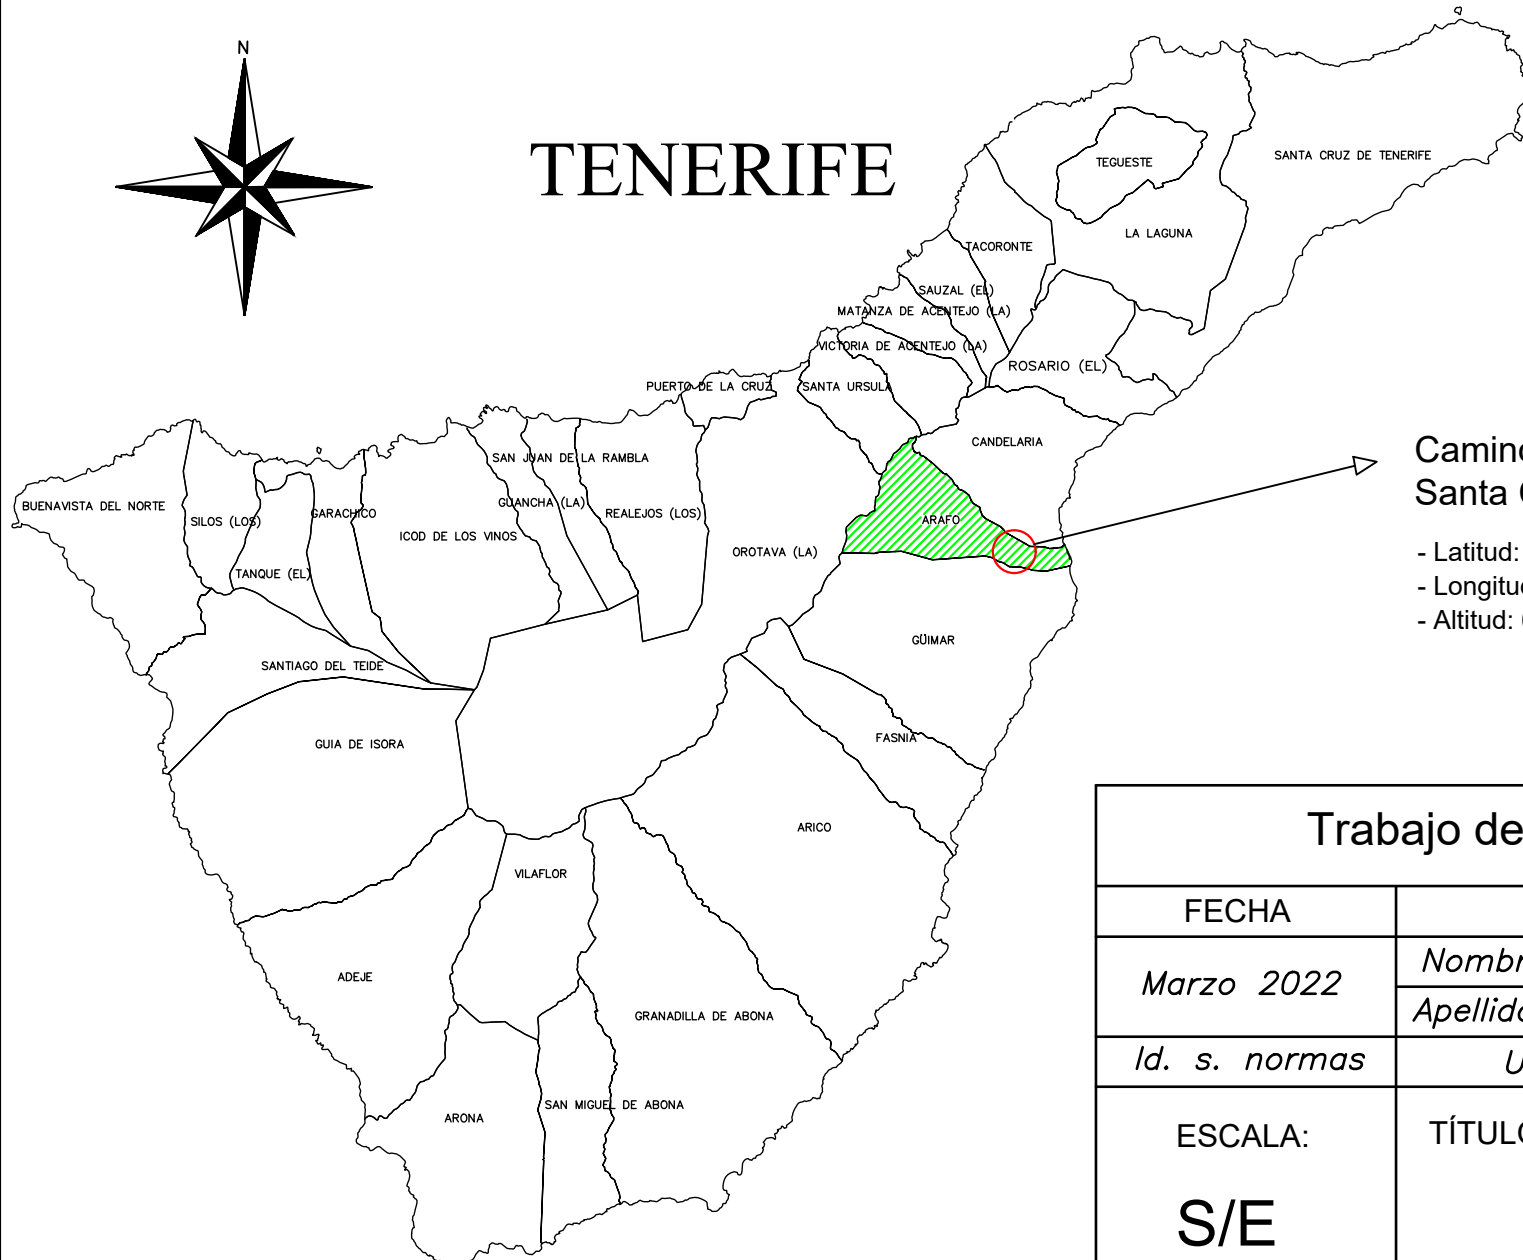 N
TENERIFE
TEGUESTE
SANTA CRUZ DE TENERIFE
LA LAGUNA
TACORONTE
SAUZAL (EL)
MATANZA DE ACENTEJO (LA)
VICTORIA DE ACENTEJO (LA)
ROSARIO (EL)
PUERTO DE LA CRUZ
SANTA URSULA
CANDELARIA
SAN JUAN DE LA RAMBLA
BUENAVISTA DEL NORTE
SILOS (LOS)
GARACHICO
GUANCHA (LA)
REALEJOS (LOS)
ICOD DE LOS VINOS
ARAFO
OROTAVA (LA)
TANQUE (EL)
GÜIMAR
SANTIAGO DEL TEIDE
GUIA DE ISORA
FASNIA
ARICO
VILAFLOR
ADEJE
GRANADILLA DE ABONA
SAN MIGUEL DE ABONA
ARONA
Camino
Santa
- Latitud:
- Longitud
- Altitud:
Trabajo de
FECHA
Marzo 2022
Nombr
Apellido
Id. s. normas
U
ESCALA:
TÍTULO
S/E